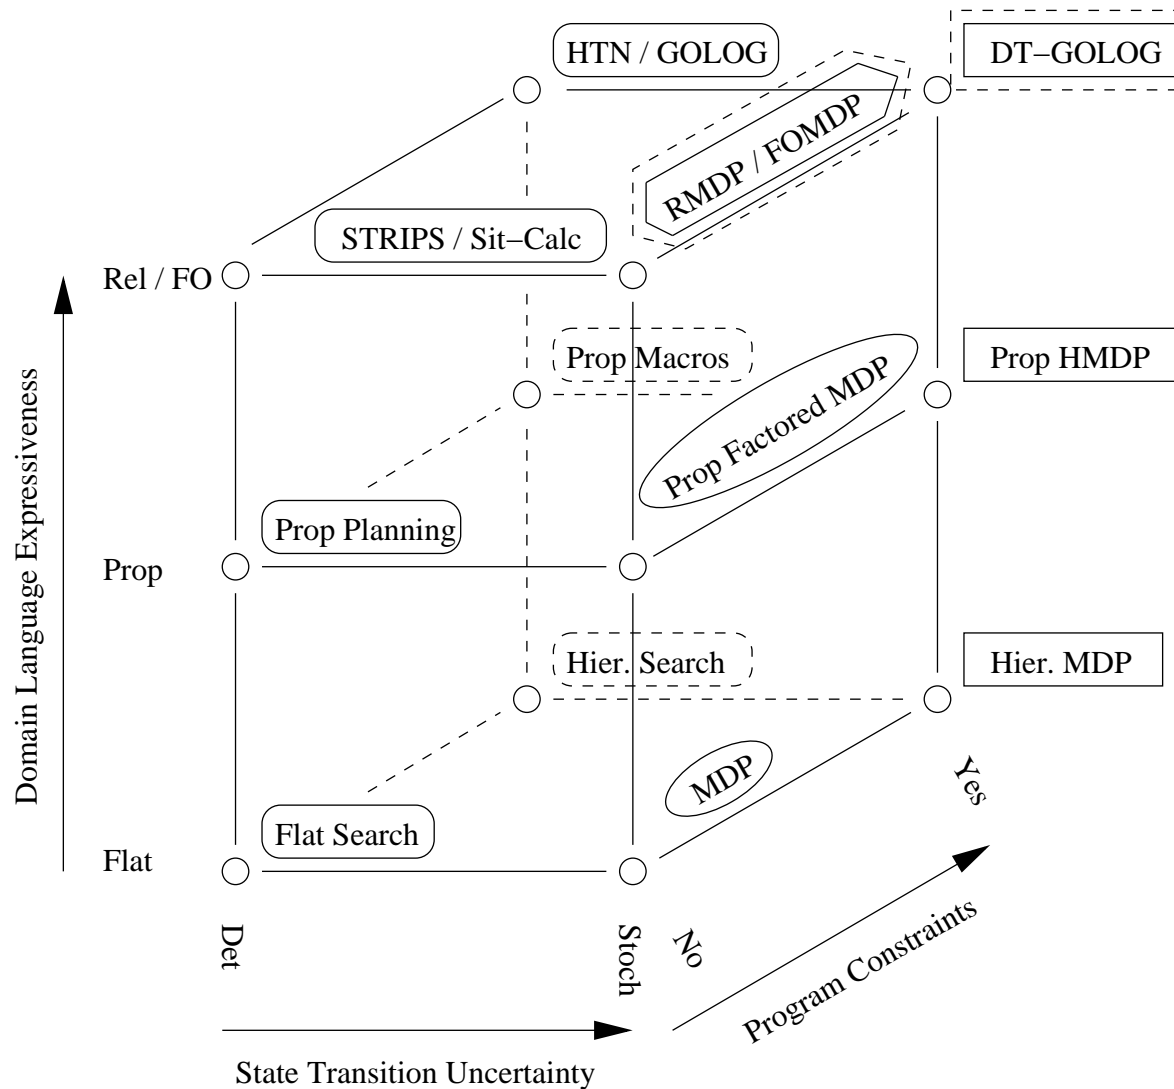 HTN / GOLOG
DT−GOLOG
RMDP / FOMDP
STRIPS / Sit−Calc
Rel / FO
Prop Macros
Prop HMDP
Prop Factored MDP
Domain Language Expressiveness
Prop Planning
Prop
Hier. Search
Hier. MDP
MDP
Yes
Flat Search
Flat
Det
Stoch
No
Program Constraints
State Transition Uncertainty